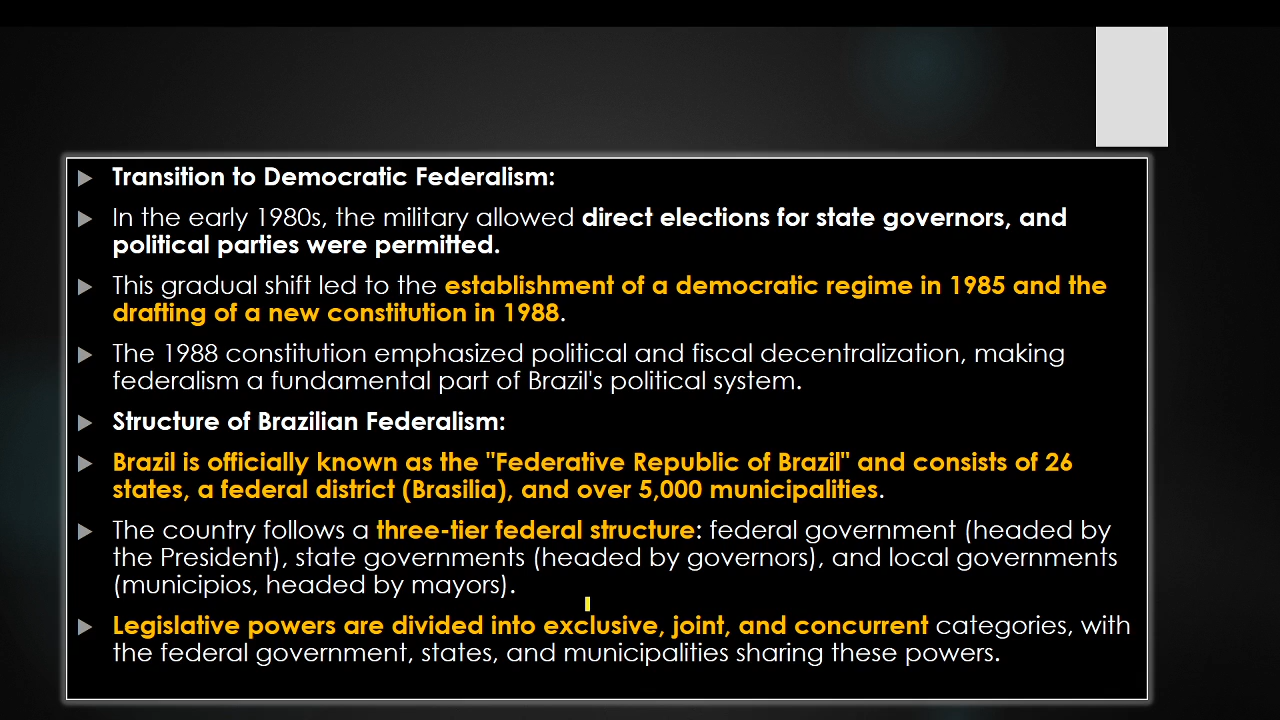 Transition to Democratic Federalism:
In the early 1980s, the military allowed direct elections for state governors, and
political parties were permitted.
This gradual shift led to the establishment of a democratic regime in 1985 and the
drafting of a new constitution in 1988.
The 1988 constitution emphasized political and fiscal decentralization, making
federalism a fundamental part of Brazil's political system.
Structure of Brazilian Federalism:
Brazil is officially known as the "Federative Republic of Brazil" and consists of 26
states, a federal district (Brasilia), and over 5,000 municipalities.
The country follows a three-tier federal structure: federal government (headed by
the President), state governments (headed by governors), and local governments
(municipios, headed by mayors).
Legislative powers are divided into exclusive, joint, and concurrent categories, with
the federal government, states, and municipalities sharing these powers.